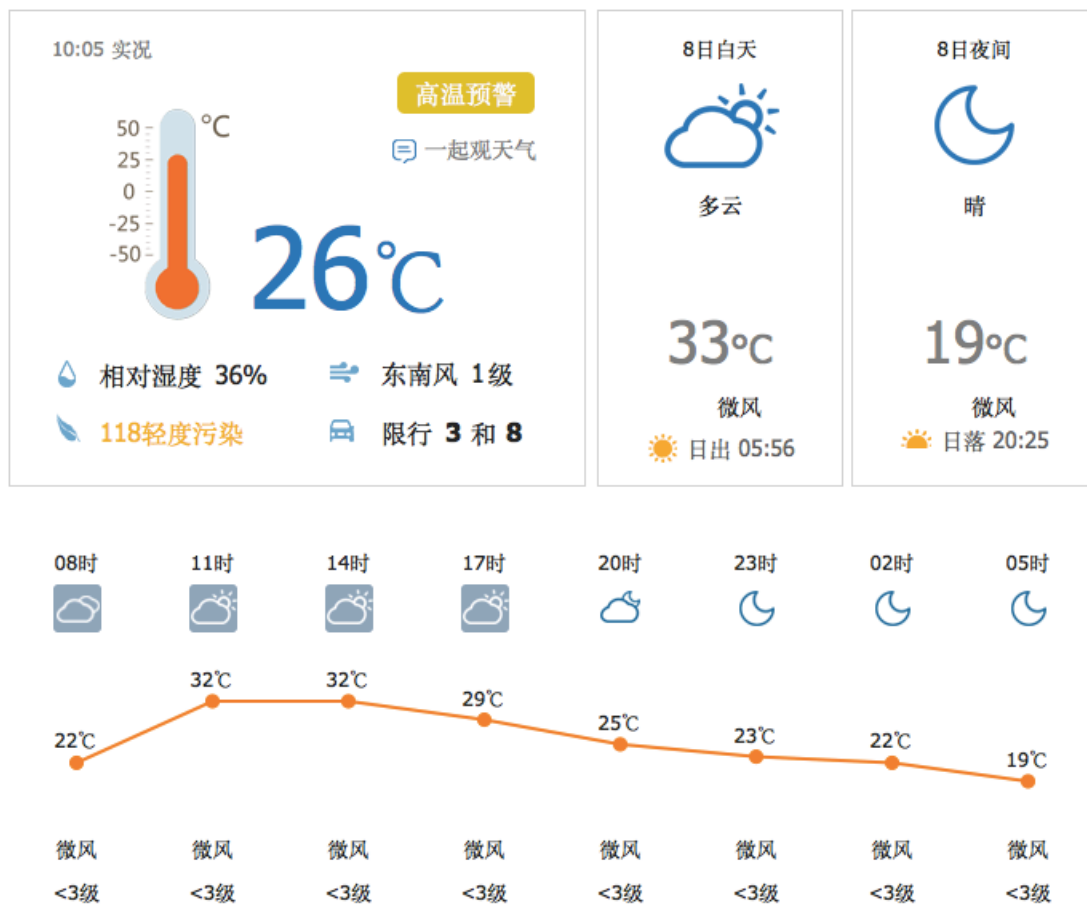 10:05 实况
高温预警
一起观天气
℃
50
25
0
-25
-50
26℃
相对湿度 36%
东南风 1级
118轻度污染
限行 3 和 8
8日白天
多云
33℃
微风
日出 05:56
8日夜间
晴
19℃
微风
日落 20:25
08时 11时 14时 17时 20时 23时 02时 05时
22℃ 32℃ 32℃ 29℃ 25℃ 23℃ 22℃ 19℃
微风 微风 微风 微风 微风 微风 微风 微风
<3级 <3级 <3级 <3级 <3级 <3级 <3级 <3级